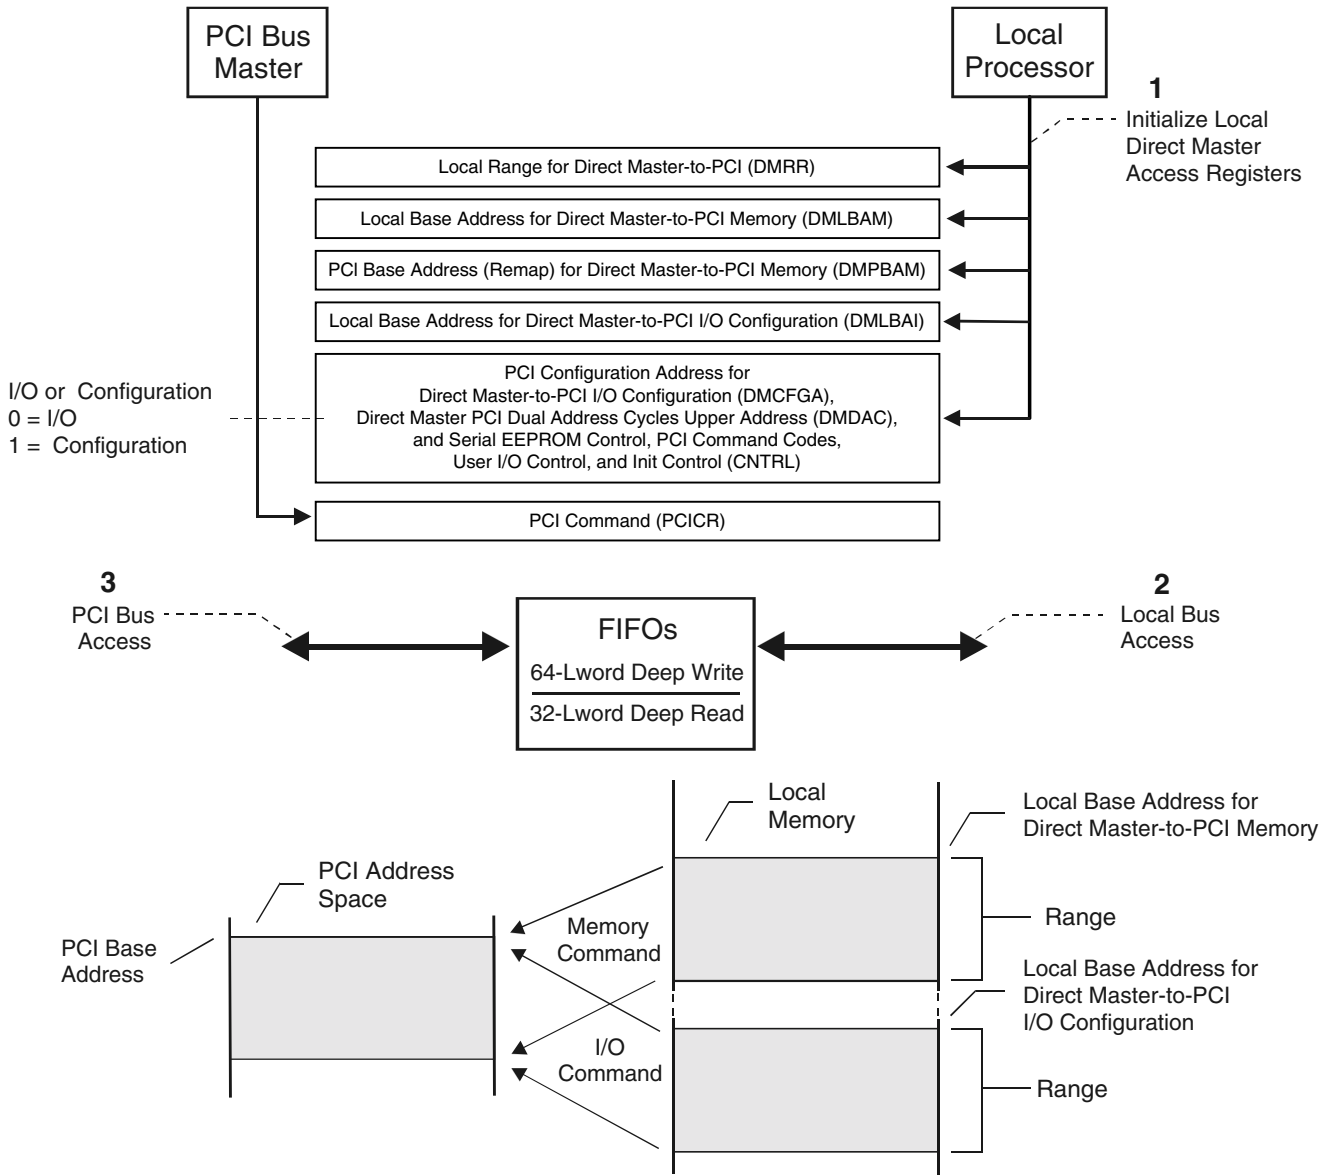 PCI Bus
Master
Local
Processor
1
Initialize Local
Direct Master
Access Registers
Local Range for Direct Master-to-PCI (DMRR)
Local Base Address for Direct Master-to-PCI Memory (DMLBAM)
PCI Base Address (Remap) for Direct Master-to-PCI Memory (DMPBAM)
Local Base Address for Direct Master-to-PCI I/O Configuration (DMLBAI)
I/O or Configuration
0 = I/O
1 = Configuration
PCI Configuration Address for
Direct Master-to-PCI I/O Configuration (DMCFGA),
Direct Master PCI Dual Address Cycles Upper Address (DMDAC),
and Serial EEPROM Control, PCI Command Codes,
User I/O Control, and Init Control (CNTRL)
PCI Command (PCICR)
3
PCI Bus
Access
FIFOs
64-Lword Deep Write
32-Lword Deep Read
2
Local Bus
Access
Local
Memory
Local Base Address for
Direct Master-to-PCI Memory
PCI Address
Space
PCI Base
Address
Memory
Command
Range
Local Base Address for
Direct Master-to-PCI
I/O Configuration
I/O
Command
Range